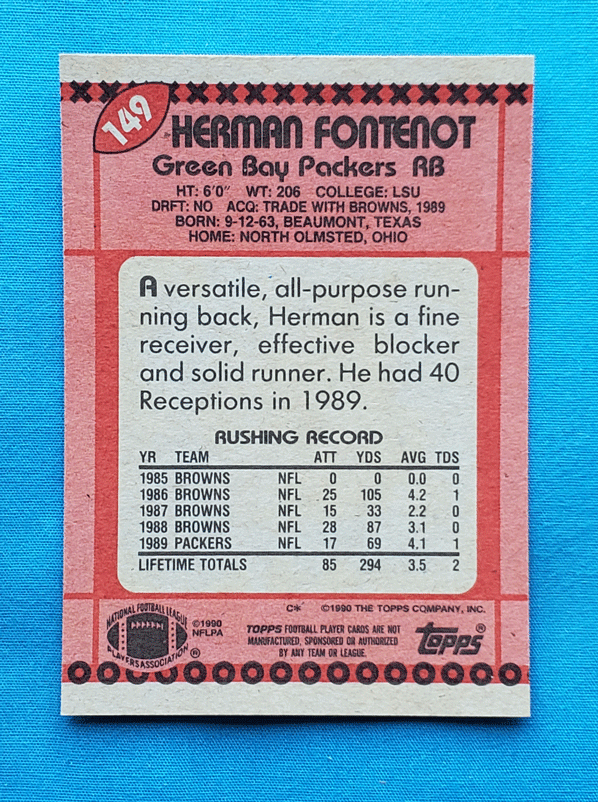 149
HERMAN FONTENOT
Green Bay Packers RB
HT: 6'0" WT: 206 COLLEGE: LSU
DRFT: NO ACQ: TRADE WITH BROWNS, 1989
BORN: 9-12-63, BEAUMONT, TEXAS
HOME: NORTH OLMSTED, OHIO
A versatile, all-purpose run-
ning back, Herman is a fine
receiver, effective blocker
and solid runner. He had 40
Receptions in 1989.
RUSHING RECORD
YR TEAM ATT YDS AVG TDS
1985 BROWNS NFL 0 0 0.0 0
1986 BROWNS NFL 25 105 4.2 1
1987 BROWNS NFL 15 33 2.2 0
1988 BROWNS NFL 28 87 3.1 0
1989 PACKERS NFL 17 69 4.1 1
LIFETIME TOTALS 85 294 3.5 2
C* ©1990 THE TOPPS COMPANY, INC.
NATIONAL FOOTBALL LEAGUE
PLAYERS ASSOCIATION ®
©1990
NFLPA
TOPPS FOOTBALL PLAYER CARDS ARE NOT
MANUFACTURED, SPONSORED OR AUTHORIZED
BY ANY TEAM OR LEAGUE.
topps ®